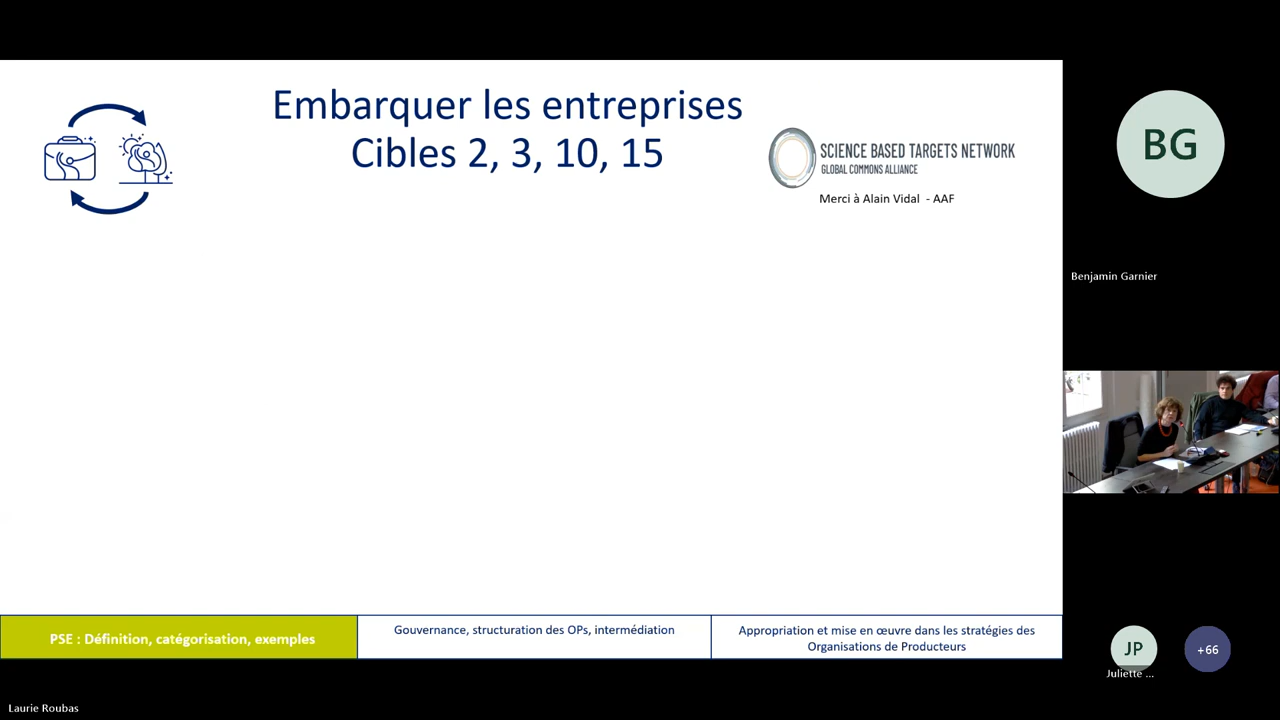 Embarquer les entreprises
Cibles 2, 3, 10, 15
SCIENCE BASED TARGETS NETWORK
GLOBAL COMMONS ALLIANCE
Merci à Alain Vidal - AAF
BG
Benjamin Garnier
PSE : Définition, catégorisation, exemples
Gouvernance, structuration des OPs, intermédiation
Appropriation et mise en œuvre dans les stratégies des
Organisations de Producteurs
JP
Juliette ...
+66
Laurie Roubas